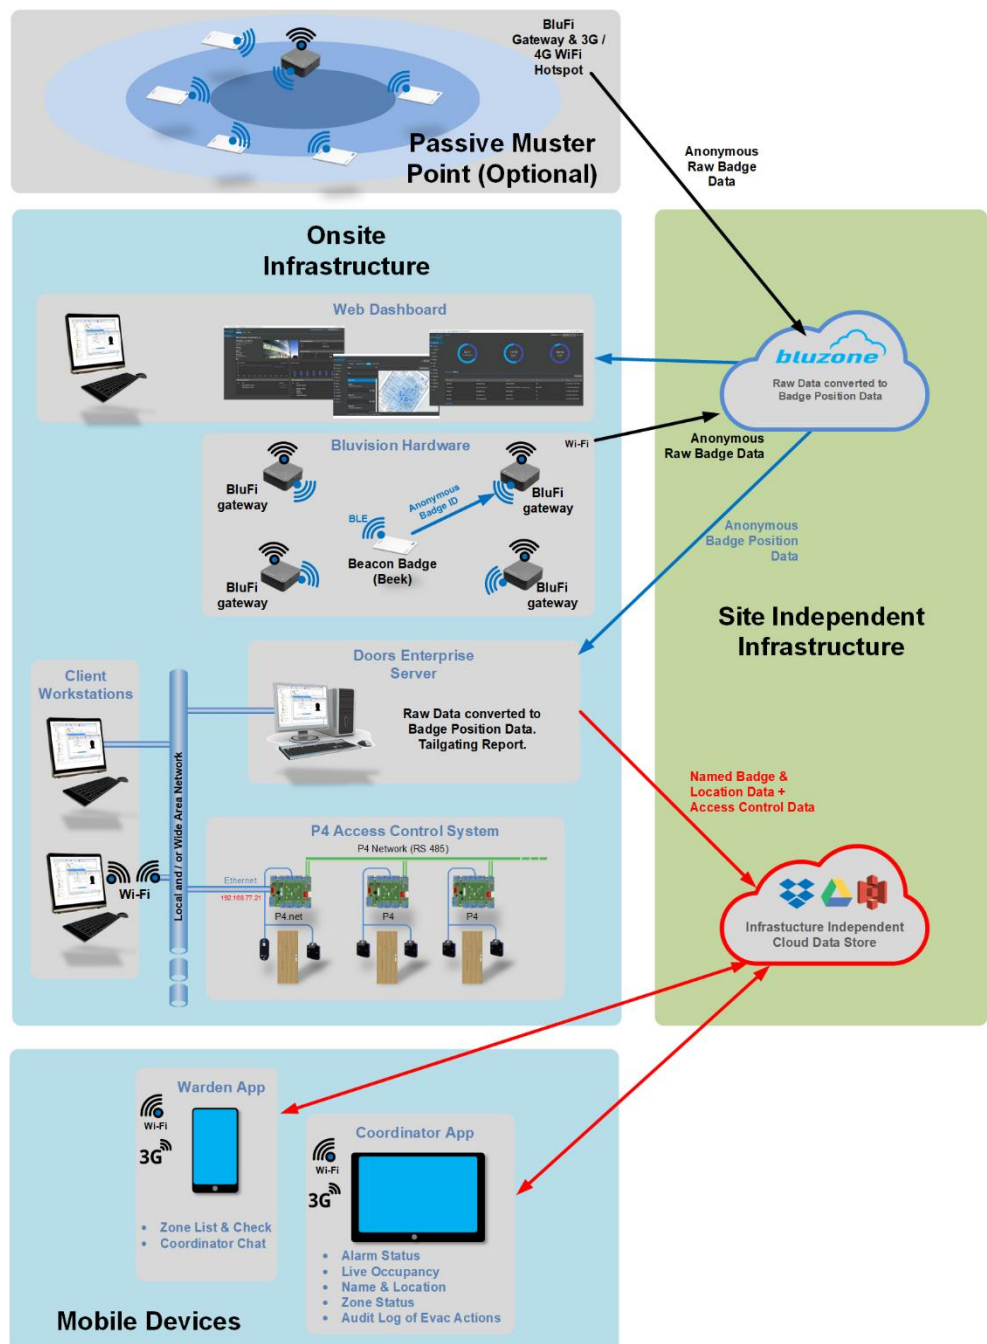 BluFi
Gateway & 3G /
4G WiFi
Hotspot
Passive Muster
Point (Optional)
Anonymous
Raw Badge
Data
Onsite
Infrastructure
Web Dashboard
bluzone
Raw Data converted to
Badge Position Data
Bluvision Hardware
Wi-Fi
Anonymous
Raw Badge Data
BluFi
gateway
Anonymous
Badge ID
BluFi
gateway
BLE
Beacon Badge
(Beek)
BluFi
gateway
BluFi
gateway
Anonymous
Badge Position
Data
Site Independent
Infrastructure
Client
Workstations
Doors Enterprise
Server
Raw Data converted to
Badge Position Data.
Tailgating Report.
Local and / or Wide Area Network
Wi-Fi
Named Badge &
Location Data +
Access Control Data
P4 Access Control System
P4 Network (RS 485)
Ethernet
192.168.77.21
P4.net
P4
P4
Infrastucture Independent
Cloud Data Store
Warden App
Wi-Fi
3G
• Zone List & Check
• Coordinator Chat
Coordinator App
Wi-Fi
3G
• Alarm Status
• Live Occupancy
• Name & Location
• Zone Status
• Audit Log of Evac Actions
Mobile Devices